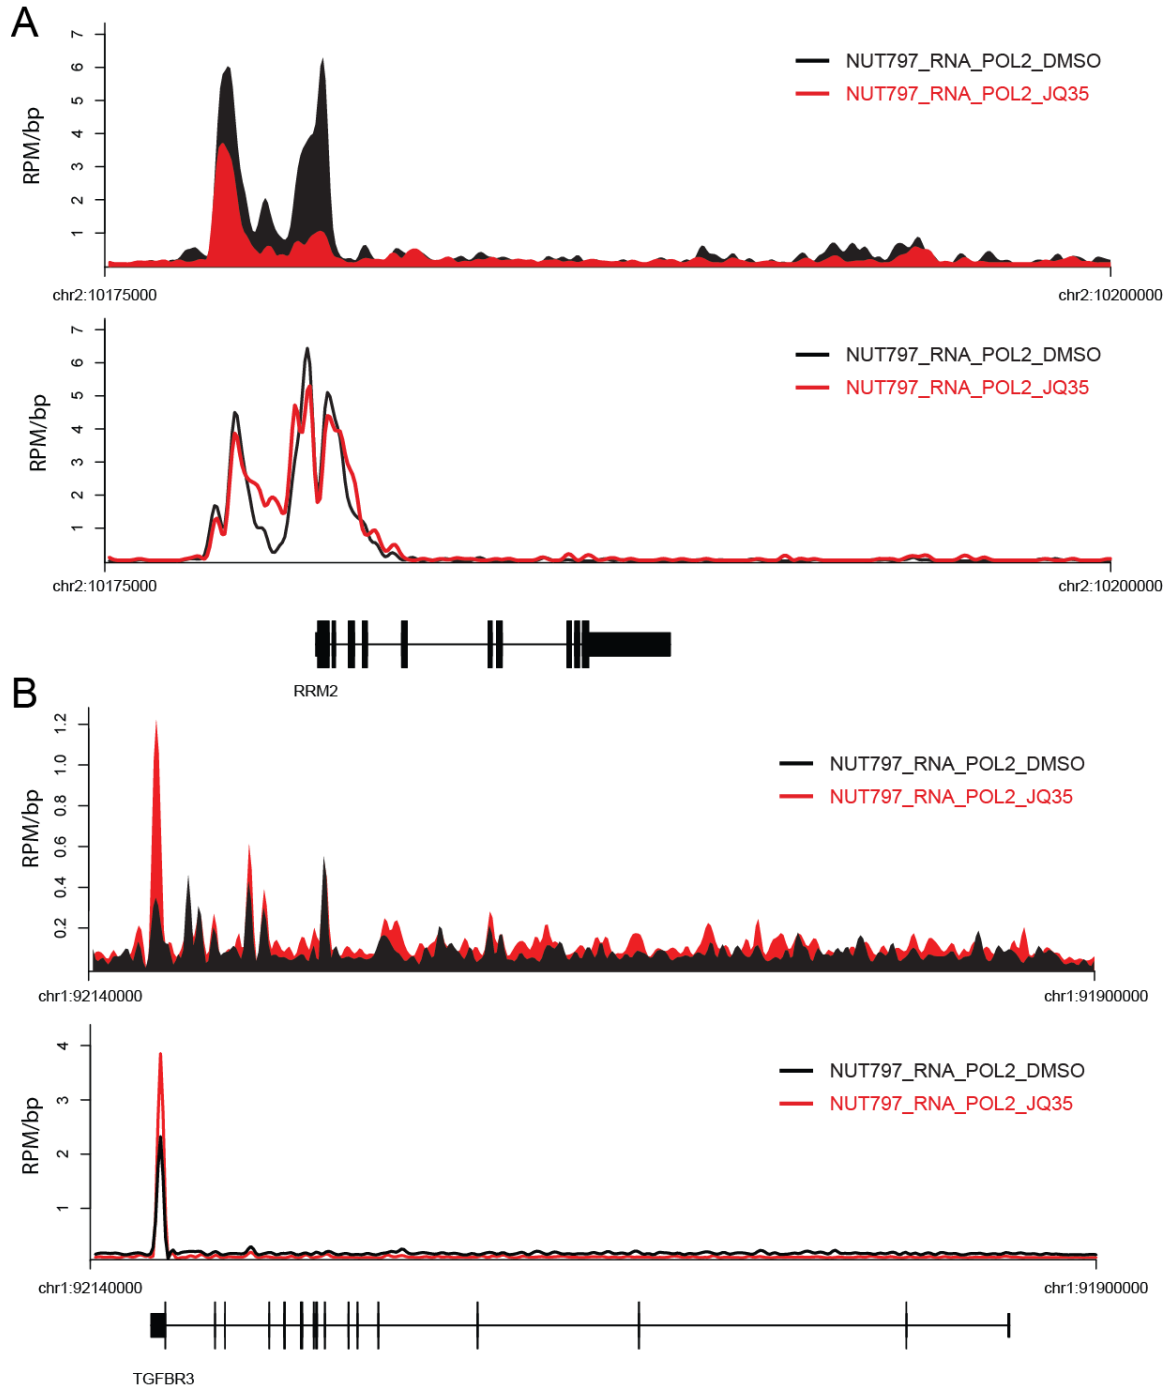 A
7
6
5
4
3
2
1
RPM/bp
NUT797_RNA_POL2_DMSO
NUT797_RNA_POL2_JQ35
chr2:10175000
chr2:10200000
7
6
5
4
3
2
1
RPM/bp
NUT797_RNA_POL2_DMSO
NUT797_RNA_POL2_JQ35
chr2:10175000
chr2:10200000
RRM2
B
1.2
1.0
0.8
0.6
0.4
0.2
RPM/bp
NUT797_RNA_POL2_DMSO
NUT797_RNA_POL2_JQ35
chr1:92140000
chr1:91900000
4
3
2
1
RPM/bp
NUT797_RNA_POL2_DMSO
NUT797_RNA_POL2_JQ35
chr1:92140000
chr1:91900000
TGFBR3